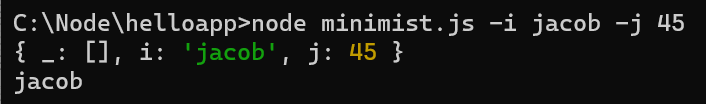 C:\Node\helloapp>node minimist.js -i jacob -j 45
{ _: [], i: 'jacob', j: 45 }
jacob